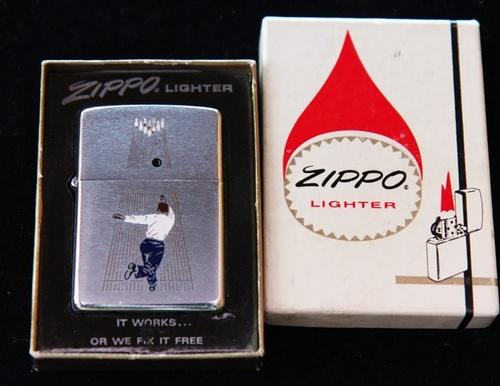 ZIPPO® LIGHTER
IT WORKS...
OR WE FIX IT FREE
ZIPPO®
LIGHTER